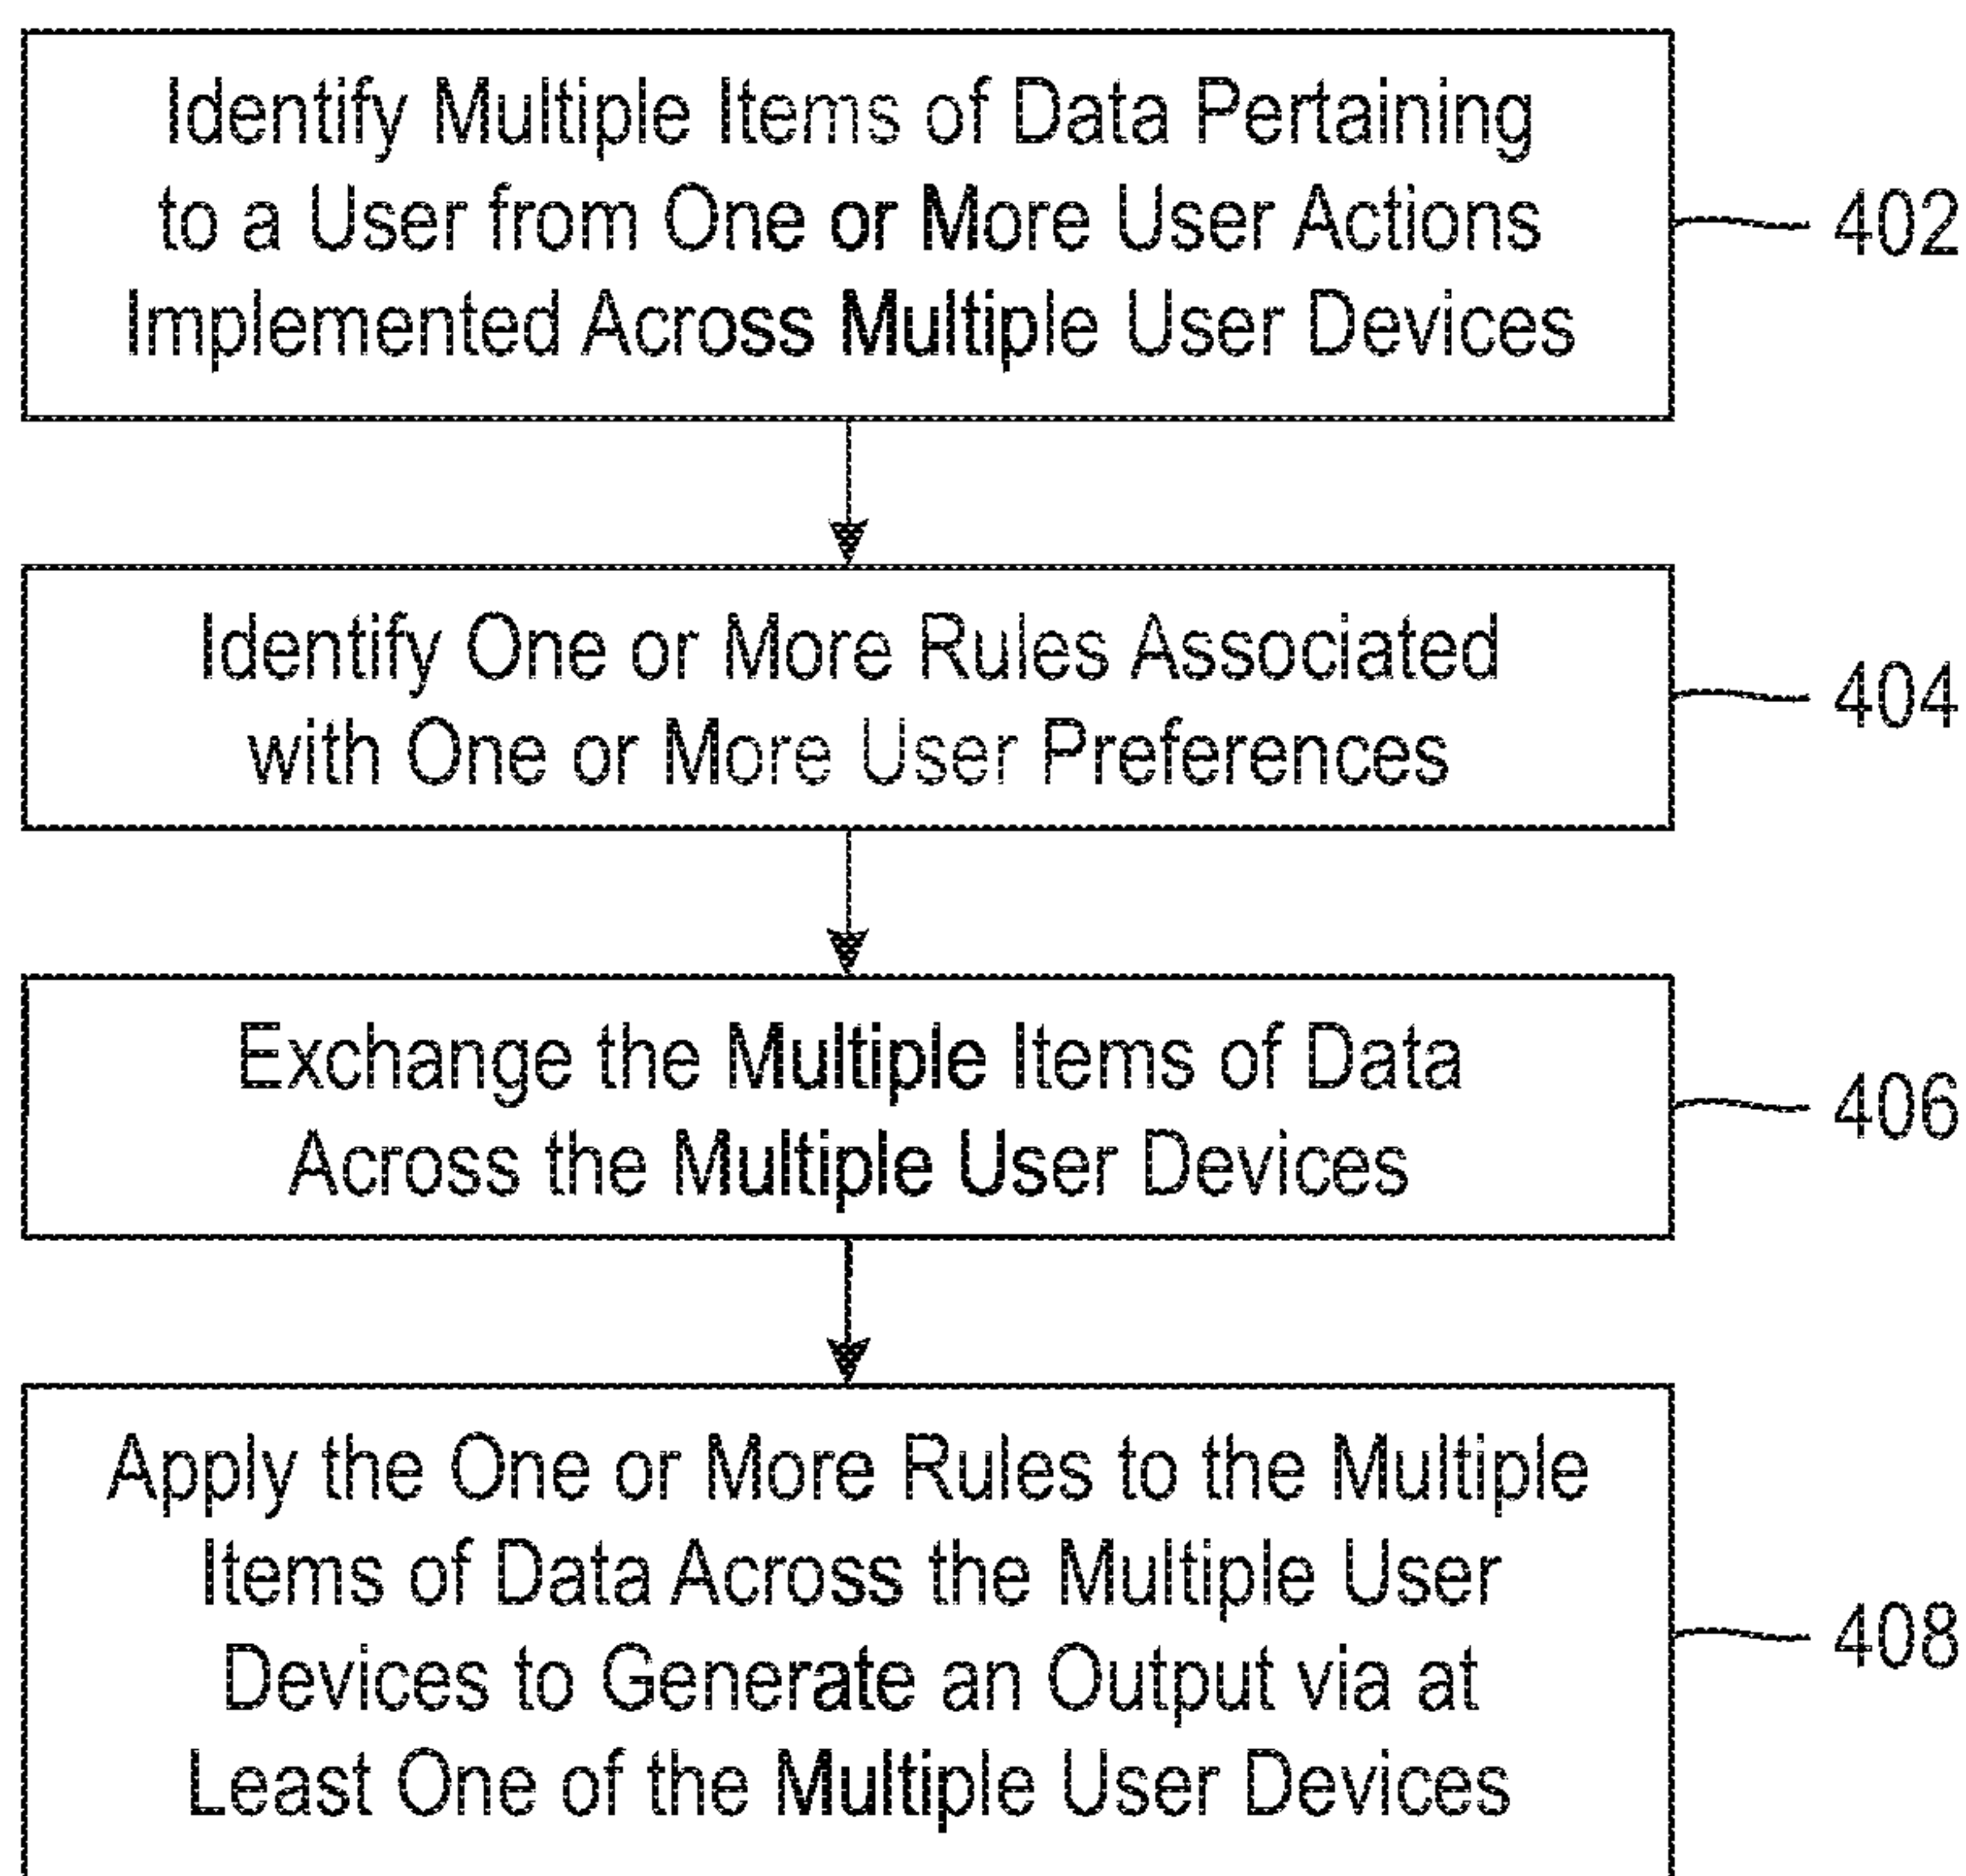 Identify Multiple Items of Data Pertaining
to a User from One or More User Actions
Implemented Across Multiple User Devices
402
Identify One or More Rules Associated
with One or More User Preferences
404
Exchange the Multiple Items of Data
Across the Multiple User Devices
406
Apply the One or More Rules to the Multiple
Items of Data Across the Multiple User
Devices to Generate an Output via at
Least One of the Multiple User Devices
408